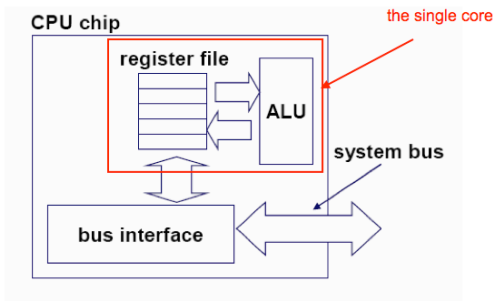 the single core
CPU chip
register file
ALU
system bus
bus interface